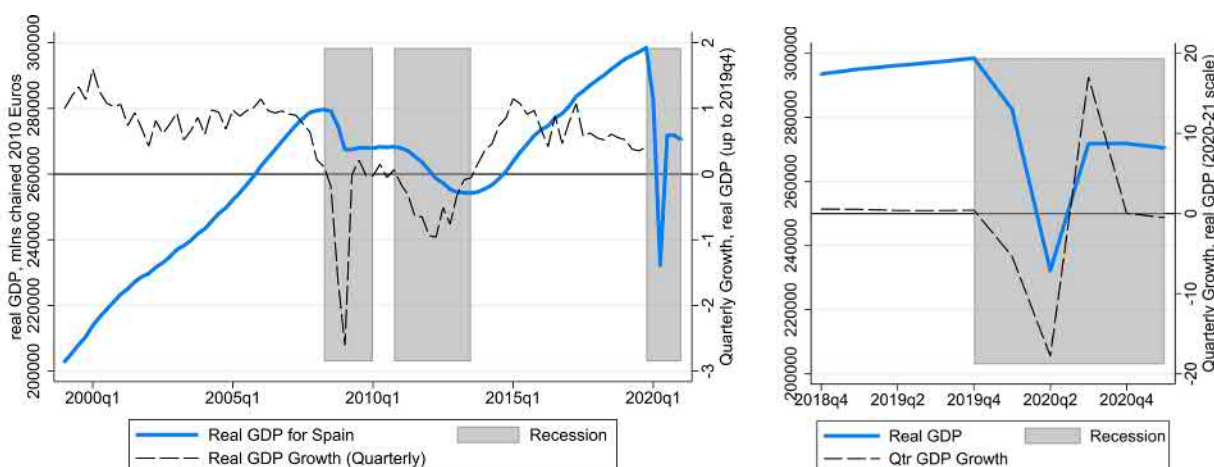 real GDP, mlns chained 2010 Euros
300000
280000
260000
240000
220000
200000
2
1
0
-1
-2
-3
Quarterly Growth, real GDP (up to 2019q4)
2000q1 2005q1 2010q1 2015q1 2020q1
Real GDP for Spain Recession
Real GDP Growth (Quarterly)
300000
280000
260000
240000
220000
200000
20
10
0
-10
-20
Quarterly Growth, real GDP (2020-21 scale)
2018q4 2019q2 2019q4 2020q2 2020q4
Real GDP Recession
Qtr GDP Growth